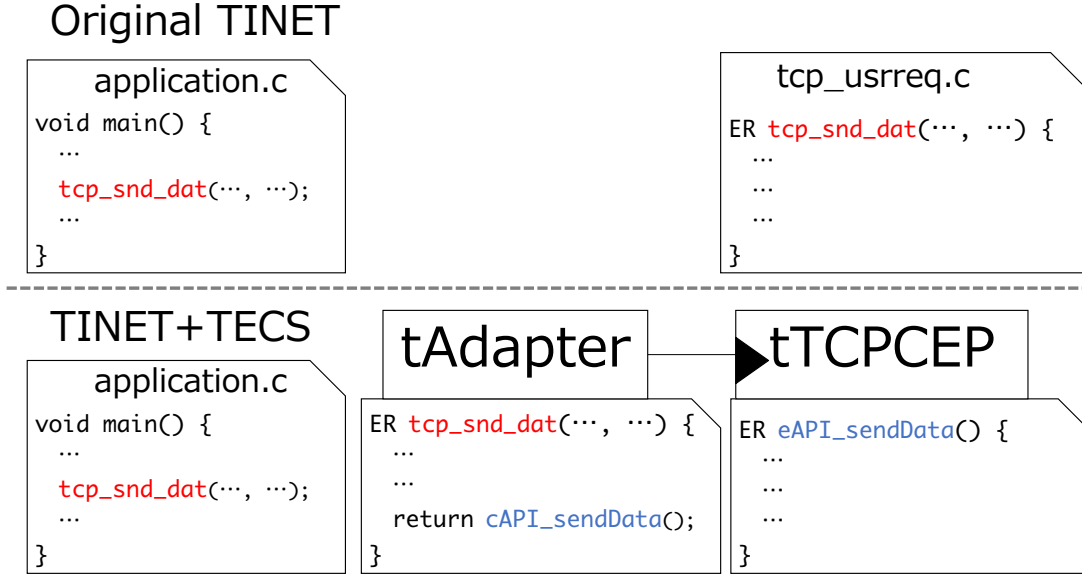 Original TINET
application.c
void main() {
…
tcp_snd_dat(…, …);
…
}
tcp_usrreq.c
ER tcp_snd_dat(…, …) {
…
…
…
}
TINET+TECS
application.c
void main() {
…
tcp_snd_dat(…, …);
…
}
tAdapter
ER tcp_snd_dat(…, …) {
…
…
return cAPI_sendData();
}
tTCPCEP
ER eAPI_sendData() {
…
…
…
}